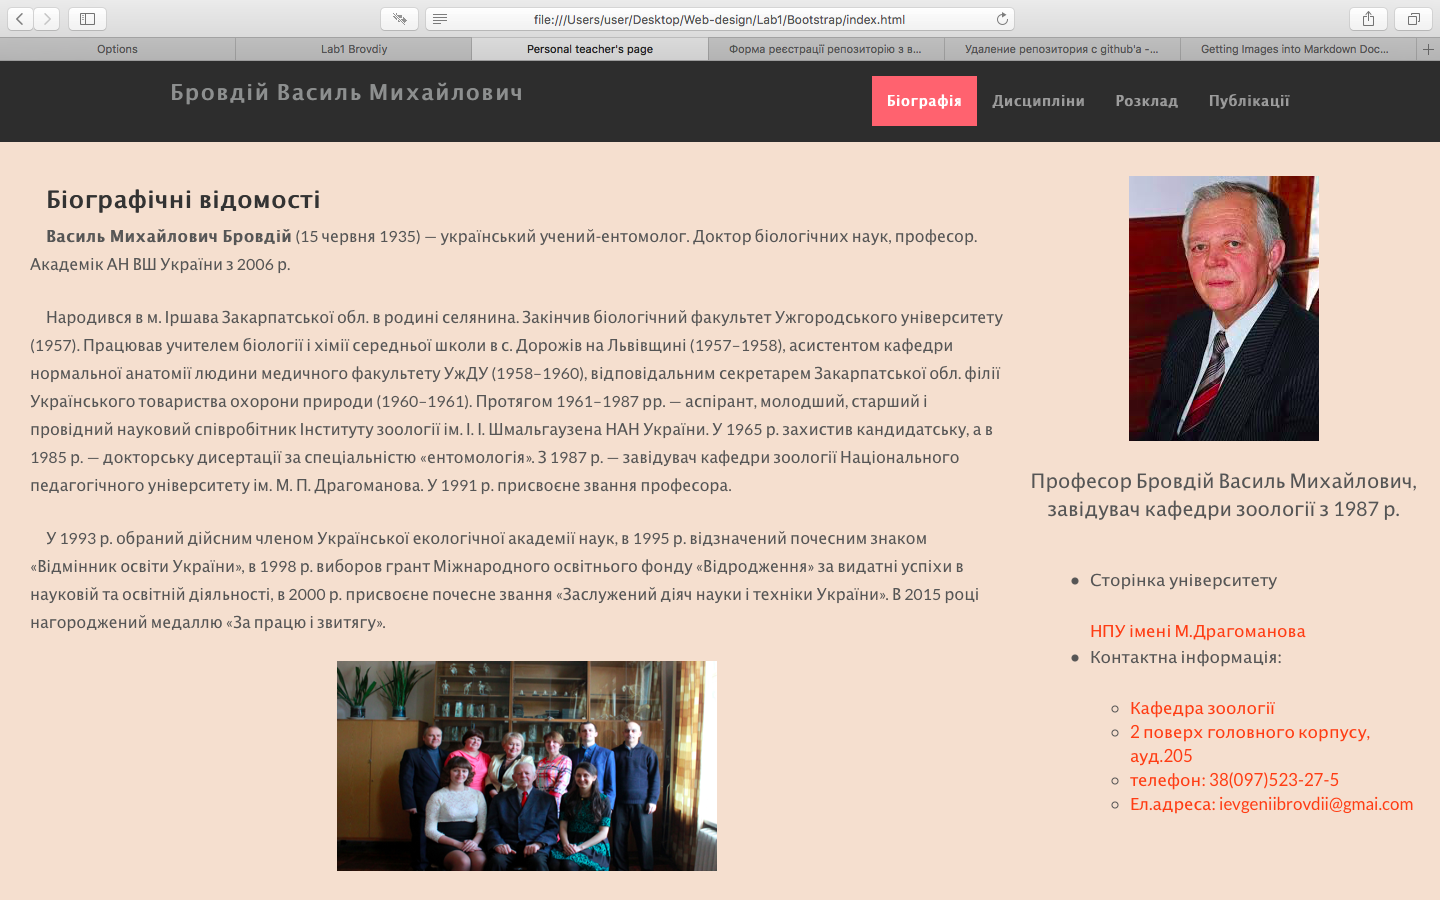 file:///Users/user/Desktop/Web-design/Lab1/Bootstrap/index.html
Options
Lab1 Brovdiy
Personal teacher's page
Форма реєстрації репозиторію з в...
Удаление репозитория с github'а -...
Getting Images into Markdown Doc...
Бровдій Василь Михайлович
Біографія
Дисципліни
Розклад
Публікації
Біографічні відомості
Василь Михайлович Бровдій (15 червня 1935) — український учений-ентомолог. Доктор біологічних наук, професор.
Академік АН ВШ України з 2006 р.
Народився в м. Іршава Закарпатської обл. в родині селянина. Закінчив біологічний факультет Ужгородського університету
(1957). Працював учителем біології і хімії середньої школи в с. Дорожів на Львівщині (1957–1958), асистентом кафедри
нормальної анатомії людини медичного факультету УжДУ (1958–1960), відповідальним секретарем Закарпатської обл. філії
Українського товариства охорони природи (1960–1961). Протягом 1961–1987 рр. — аспірант, молодший, старший і
провідний науковий співробітник Інституту зоології ім. І. І. Шмальгаузена НАН України. У 1965 р. захистив кандидатську, а в
1985 р. — докторську дисертації за спеціальністю «ентомологія». З 1987 р. — завідувач кафедри зоології Національного
педагогічного університету ім. М. П. Драгоманова. У 1991 р. присвоєне звання професора.
У 1993 р. обраний дійсним членом Української екологічної академії наук, в 1995 р. відзначений почесним знаком
«Відмінник освіти України», в 1998 р. виборов грант Міжнародного освітнього фонду «Відродження» за видатні успіхи в
науковій та освітній діяльності, в 2000 р. присвоєне почесне звання «Заслужений діяч науки і техніки України». В 2015 році
нагороджений медаллю «За працю і звитягу».
Професор Бровдій Василь Михайлович,
завідувач кафедри зоології з 1987 р.
Сторінка університету
НПУ імені М.Драгоманова
Контактна інформація:
Кафедра зоології
2 поверх головного корпусу,
ауд.205
телефон: 38(097)523-27-5
Ел.адреса: ievgeniibrovdii@gmai.com